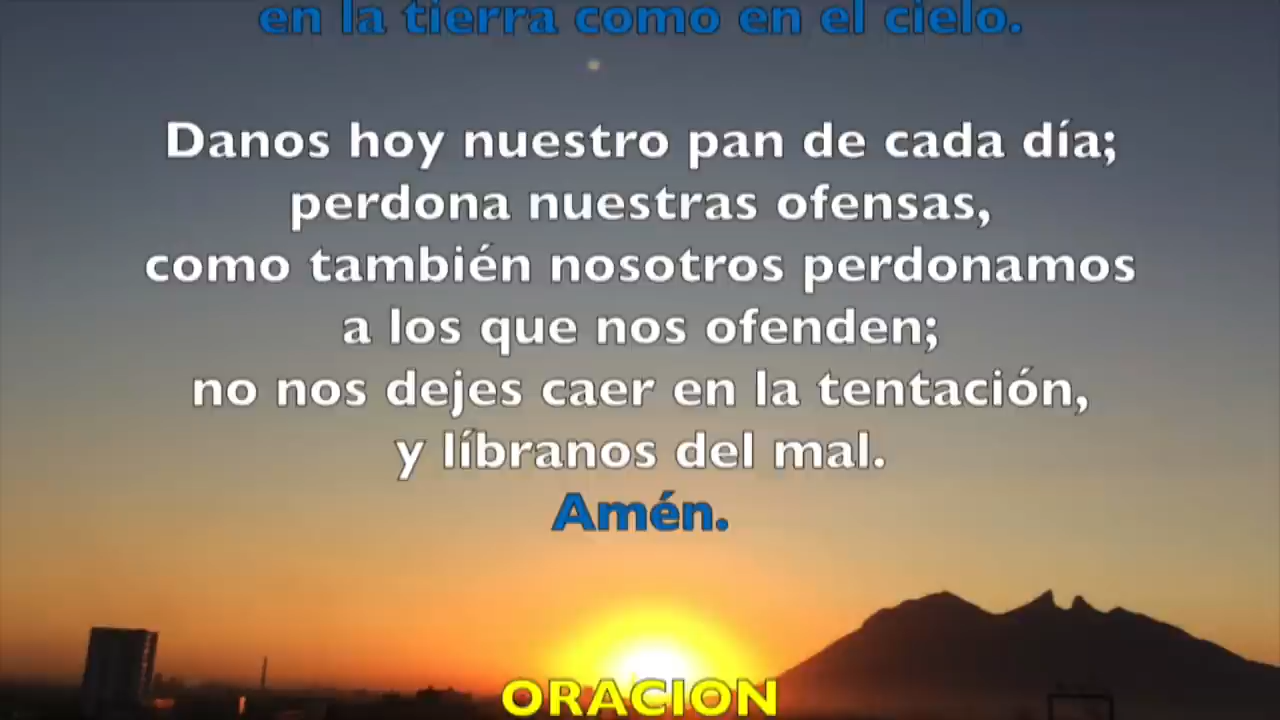 en la tierra como en el cielo.
Danos hoy nuestro pan de cada día;
perdona nuestras ofensas,
como también nosotros perdonamos
a los que nos ofenden;
no nos dejes caer en la tentación,
y líbranos del mal.
Amén.
ORACION